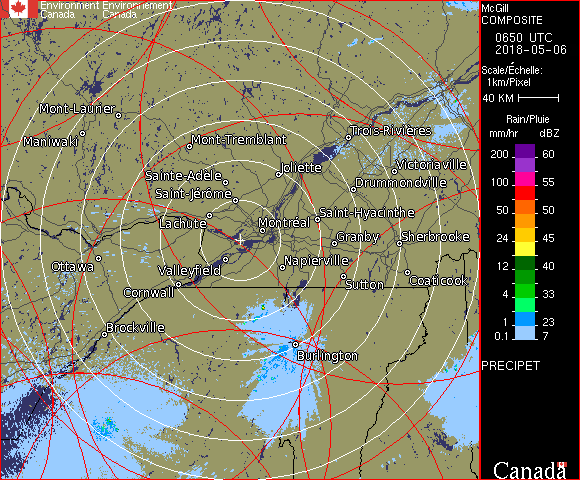 Environment Environnement
Canada Canada
McGill
COMPOSITE
0650 UTC
2018-05-06
Scale/Échelle:
1km/Pixel
40 KM
Rain/Pluie
mm/hr dBZ
200 60
55
100 55
50 50
24 45
12 40
4 33
1 23
0.1 7
PRECIPET
Canada
Mont-Laurier
Maniwaki
Mont-Tremblant
Trois-Rivières
Sainte-Adèle
Joliette
Victoriaville
Saint-Jérôme
Drummondville
Lachute
Montréal
Saint-Hyacinthe
Granby
Sherbrooke
Ottawa
Valleyfield
Napierville
Cornwall
Sutton
Coaticook
Brockville
Burlington